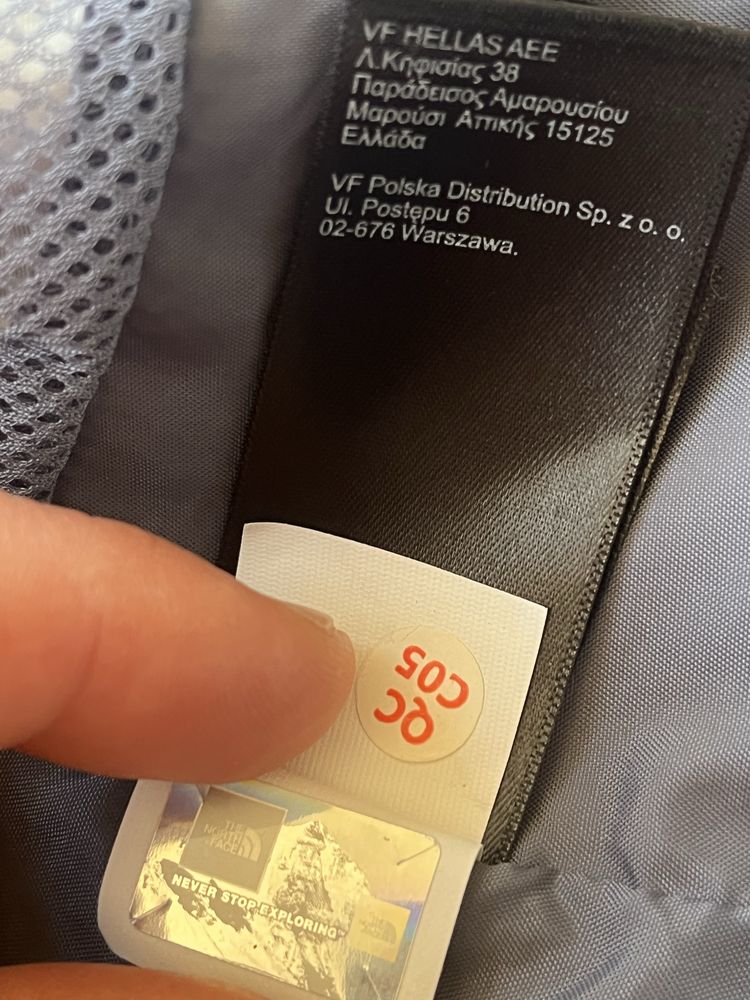 VF HELLAS AEE
Λ.Κηφισίας 38
Παράδεισος Αμαρουσίου
Μαρούσι Αττικής 15125
Ελλάδα
VF Polska Distribution Sp. z o. o.
Ul. Postępu 6
02-676 Warszawa.
QC
C05
THE
NORTH
FACE
NEVER STOP EXPLORING™